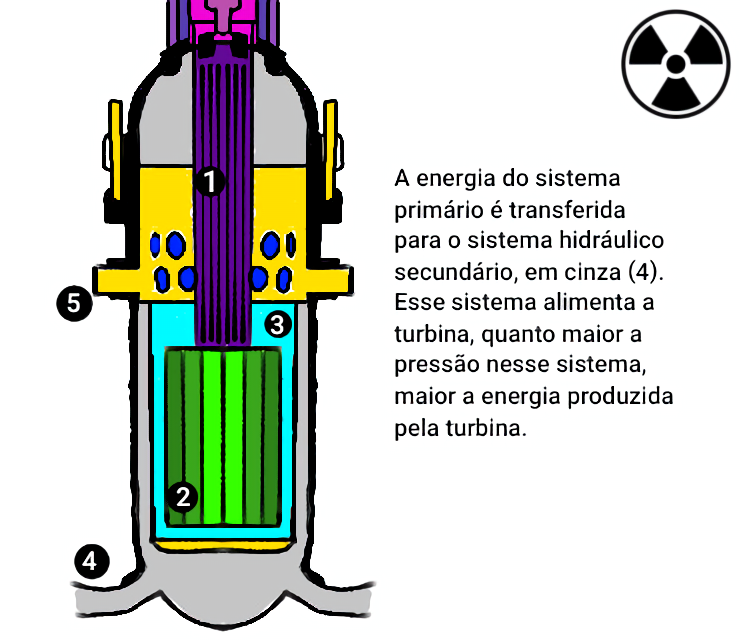 1
A energia do sistema
primário é transferida
para o sistema hidráulico
secundário, em cinza (4).
Esse sistema alimenta a
turbina, quanto maior a
pressão nesse sistema,
maior a energia produzida
pela turbina.
5
3
2
4